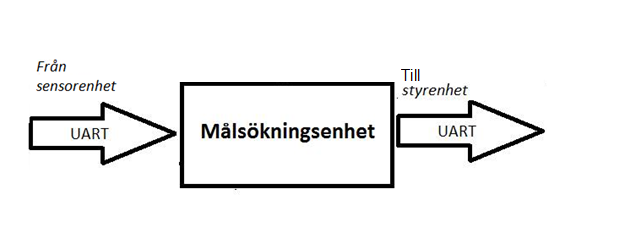 Från
sensorenhet
UART
Målsökningsenhet
Till
styrenhet
UART